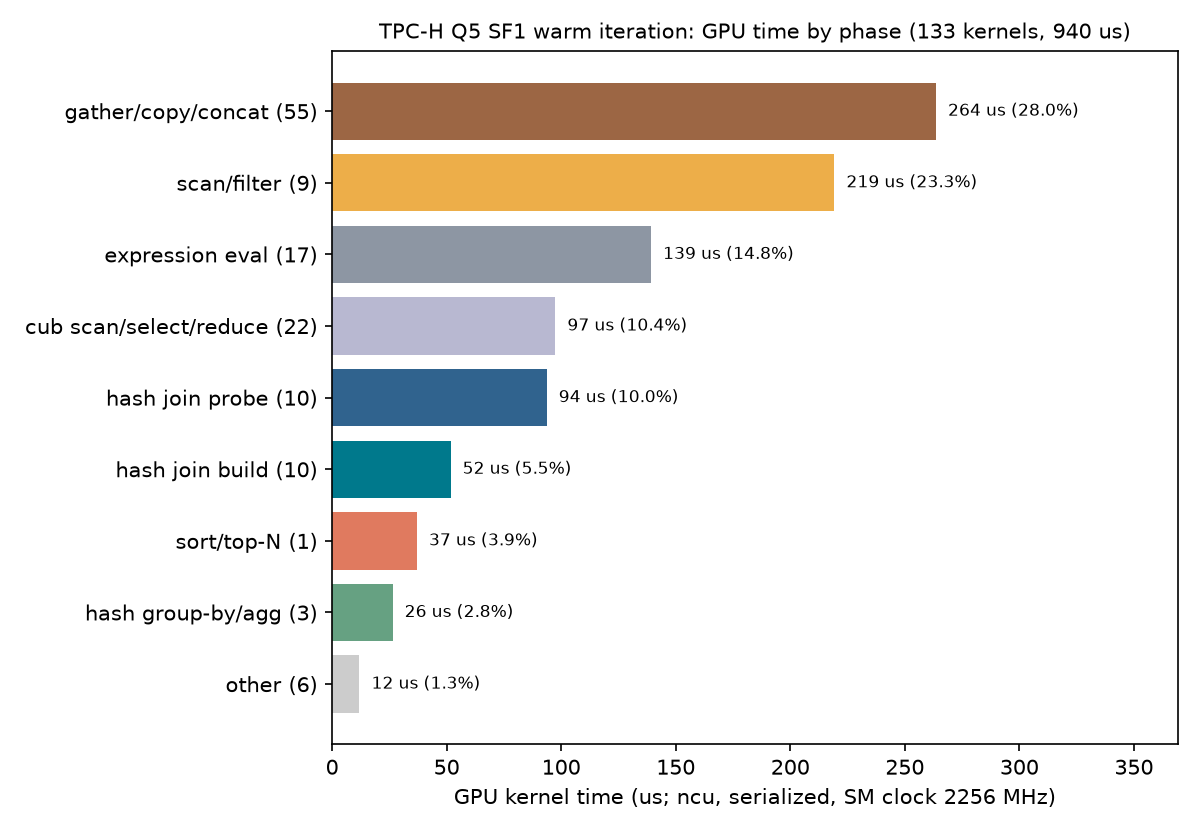 TPC-H Q5 SF1 warm iteration: GPU time by phase (133 kernels, 940 us)
gather/copy/concat (55) 264 us (28.0%)
scan/filter (9) 219 us (23.3%)
expression eval (17) 139 us (14.8%)
cub scan/select/reduce (22) 97 us (10.4%)
hash join probe (10) 94 us (10.0%)
hash join build (10) 52 us (5.5%)
sort/top-N (1) 37 us (3.9%)
hash group-by/agg (3) 26 us (2.8%)
other (6) 12 us (1.3%)
0 50 100 150 200 250 300 350
GPU kernel time (us; ncu, serialized, SM clock 2256 MHz)